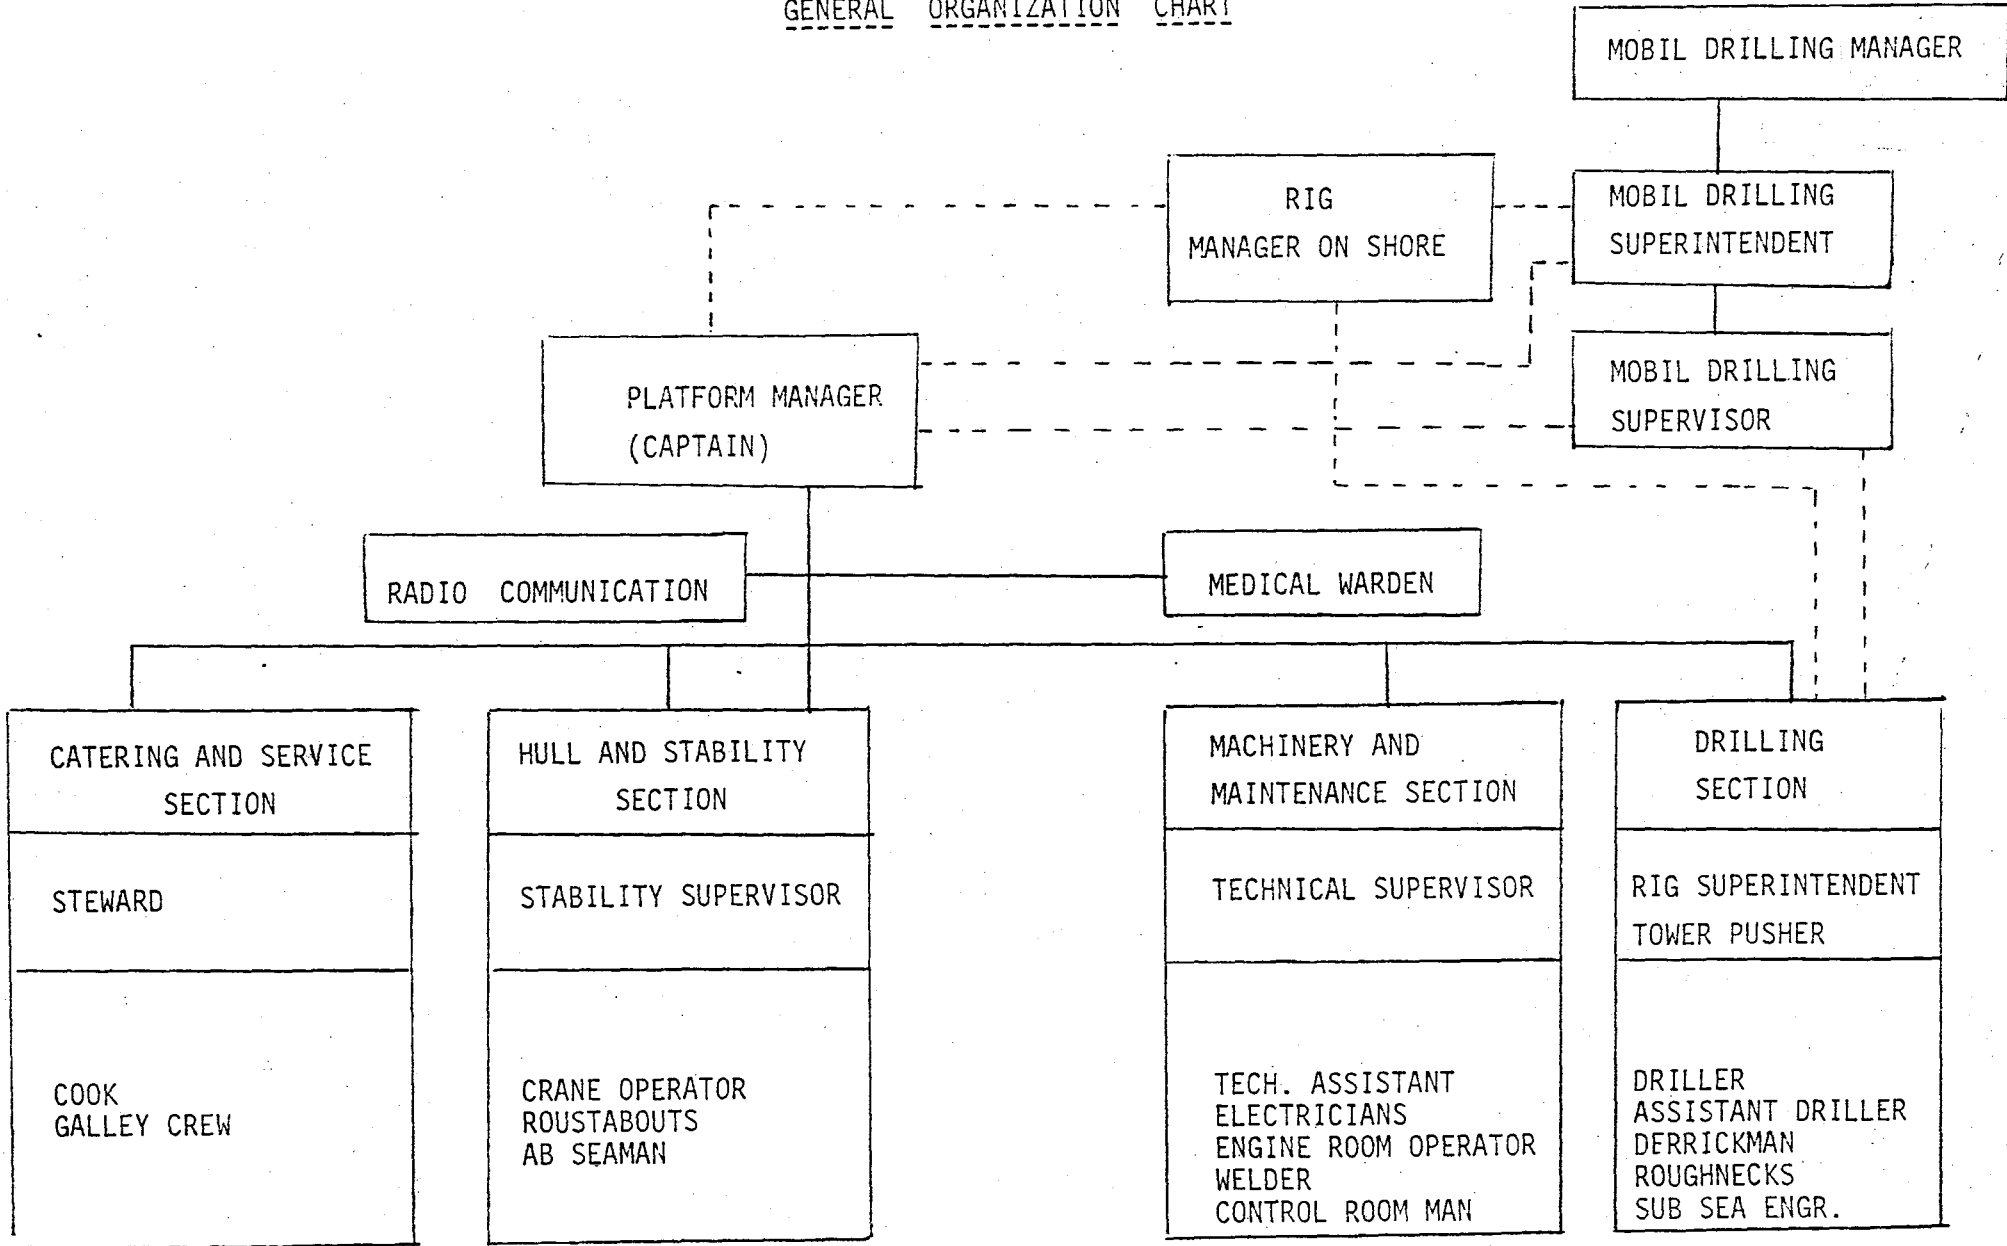 GENERAL ORGANIZATION CHART
MOBIL DRILLING MANAGER
RIG
MANAGER ON SHORE
MOBIL DRILLING
SUPERINTENDENT
PLATFORM MANAGER
(CAPTAIN)
MOBIL DRILLING
SUPERVISOR
RADIO COMMUNICATION
MEDICAL WARDEN
CATERING AND SERVICE
SECTION
STEWARD
COOK
GALLEY CREW
HULL AND STABILITY
SECTION
STABILITY SUPERVISOR
CRANE OPERATOR
ROUSTABOUTS
AB SEAMAN
MACHINERY AND
MAINTENANCE SECTION
TECHNICAL SUPERVISOR
TECH. ASSISTANT
ELECTRICIANS
ENGINE ROOM OPERATOR
WELDER
CONTROL ROOM MAN
DRILLING
SECTION
RIG SUPERINTENDENT
TOWER PUSHER
DRILLER
ASSISTANT DRILLER
DERRICKMAN
ROUGHNECKS
SUB SEA ENGR.